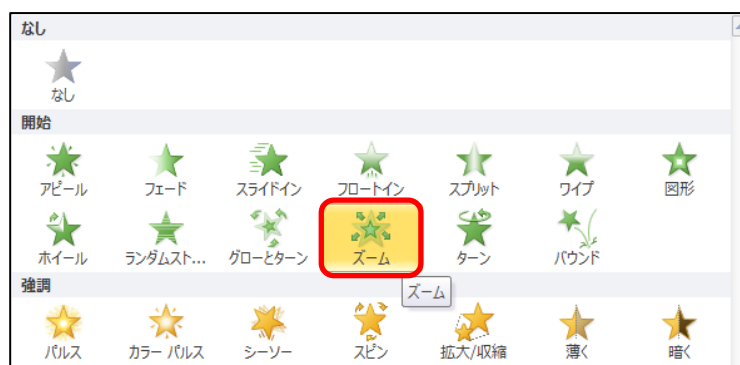 なし
なし
開始
アピール フェード スライドイン フロートイン スプリット ワイプ 図形
ホイール ランダムスト... グローとターン ズーム ターン バウンド
ズーム
強調
パルス カラー パルス シーソー スピン 拡大/収縮 薄く 暗く